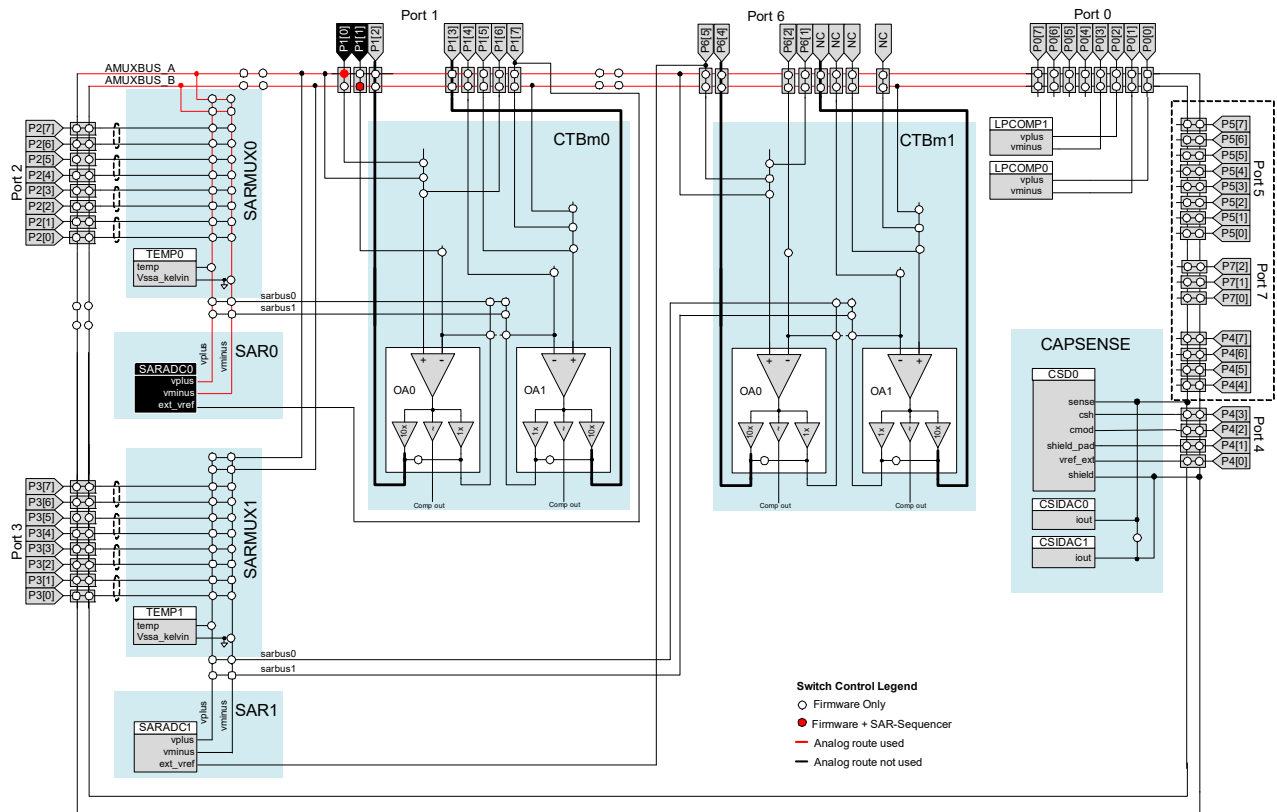 Port 1
Port 6
Port 0
P1[0]
P1[1]
P1[2]
P1[3]
P1[4]
P1[5]
P1[6]
P1[7]
P6[5]
P6[4]
P6[2]
P6[1]
NC
NC
NC
NC
P0[7]
P0[6]
P0[5]
P0[4]
P0[3]
P0[2]
P0[1]
P0[0]
AMUXBUS_A
AMUXBUS_B
Port 2
P2[7]
P2[6]
P2[5]
P2[4]
P2[3]
P2[2]
P2[1]
P2[0]
SARMUX0
TEMP0
temp
Vssa_kelvin
sarbus0
sarbus1
vplus
vminus
SAR0
SARADC0
vplus
vminus
ext_vref
CTBm0
+
-
-
+
OA0
OA1
10x
~
1x
1x
~
10x
Comp out
Comp out
CTBm1
+
-
-
+
OA0
OA1
10x
~
1x
1x
~
10x
Comp out
Comp out
LPCOMP1
vplus
vminus
LPCOMP0
vplus
vminus
P5[7]
P5[6]
P5[5]
P5[4]
P5[3]
P5[2]
P5[1]
P5[0]
Port 5
P7[2]
P7[1]
P7[0]
Port 7
P4[7]
P4[6]
P4[5]
P4[4]
P4[3]
P4[2]
P4[1]
P4[0]
Port 4
CAPSENSE
CSD0
sense
csh
cmod
shield_pad
vref_ext
shield
CSIDAC0
iout
CSIDAC1
iout
Port 3
P3[7]
P3[6]
P3[5]
P3[4]
P3[3]
P3[2]
P3[1]
P3[0]
SARMUX1
TEMP1
temp
Vssa_kelvin
sarbus0
sarbus1
vplus
vminus
SAR1
SARADC1
vplus
vminus
ext_vref
Switch Control Legend
Firmware Only
Firmware + SAR-Sequencer
Analog route used
Analog route not used